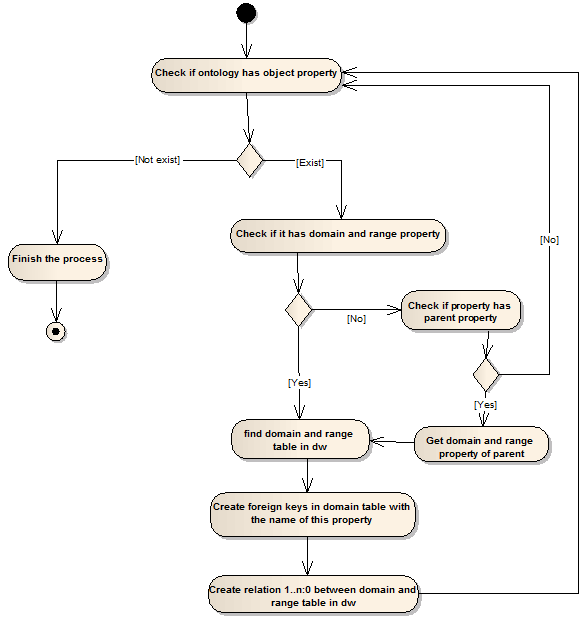 Check if ontology has object property
[Not exist]
[Exist]
Check if it has domain and range property
[No]
Finish the process
Check if property has
parent property
[No]
[Yes]
[Yes]
find domain and range
table in dw
Get domain and range
property of parent
Create foreign keys in domain table with
the name of this property
Create relation 1..n:0 between domain and
range table in dw